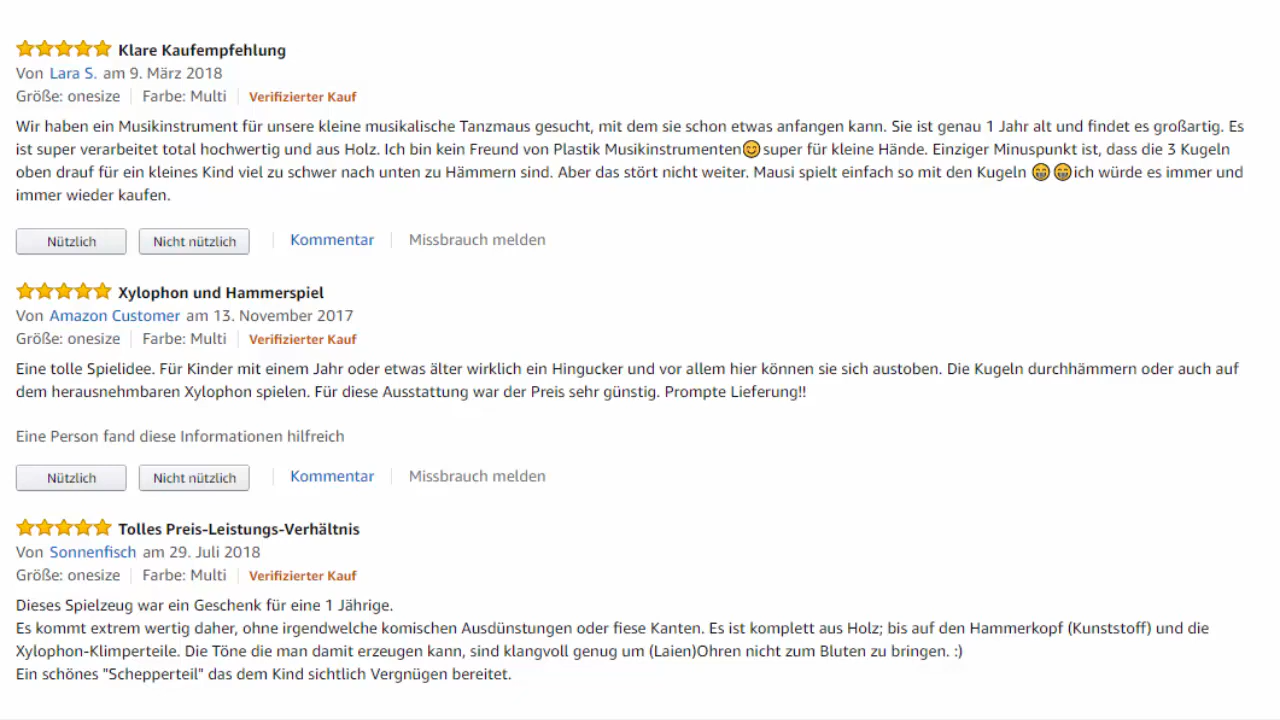 Klare Kaufempfehlung
Von Lara S. am 9. März 2018
Größe: onesize Farbe: Multi Verifizierter Kauf
Wir haben ein Musikinstrument für unsere kleine musikalische Tanzmaus gesucht, mit dem sie schon etwas anfangen kann. Sie ist genau 1 Jahr alt und findet es großartig. Es
ist super verarbeitet total hochwertig und aus Holz. Ich bin kein Freund von Plastik Musikinstrumenten😊super für kleine Hände. Einziger Minuspunkt ist, dass die 3 Kugeln
oben drauf für ein kleines Kind viel zu schwer nach unten zu Hämmern sind. Aber das stört nicht weiter. Mausi spielt einfach so mit den Kugeln 😁😁ich würde es immer und
immer wieder kaufen.
Nützlich Nicht nützlich Kommentar Missbrauch melden
Xylophon und Hammerspiel
Von Amazon Customer am 13. November 2017
Größe: onesize Farbe: Multi Verifizierter Kauf
Eine tolle Spielidee. Für Kinder mit einem Jahr oder etwas älter wirklich ein Hingucker und vor allem hier können sie sich austoben. Die Kugeln durchhämmern oder auch auf
dem herausnehmbaren Xylophon spielen. Für diese Ausstattung war der Preis sehr günstig. Prompte Lieferung!!
Eine Person fand diese Informationen hilfreich
Nützlich Nicht nützlich Kommentar Missbrauch melden
Tolles Preis-Leistungs-Verhältnis
Von Sonnenfisch am 29. Juli 2018
Größe: onesize Farbe: Multi Verifizierter Kauf
Dieses Spielzeug war ein Geschenk für eine 1 Jährige.
Es kommt extrem wertig daher, ohne irgendwelche komischen Ausdünstungen oder fiese Kanten. Es ist komplett aus Holz; bis auf den Hammerkopf (Kunststoff) und die
Xylophon-Klimperteile. Die Töne die man damit erzeugen kann, sind klangvoll genug um (Laien)Ohren nicht zum Bluten zu bringen. :)
Ein schönes "Schepperteil" das dem Kind sichtlich Vergnügen bereitet.